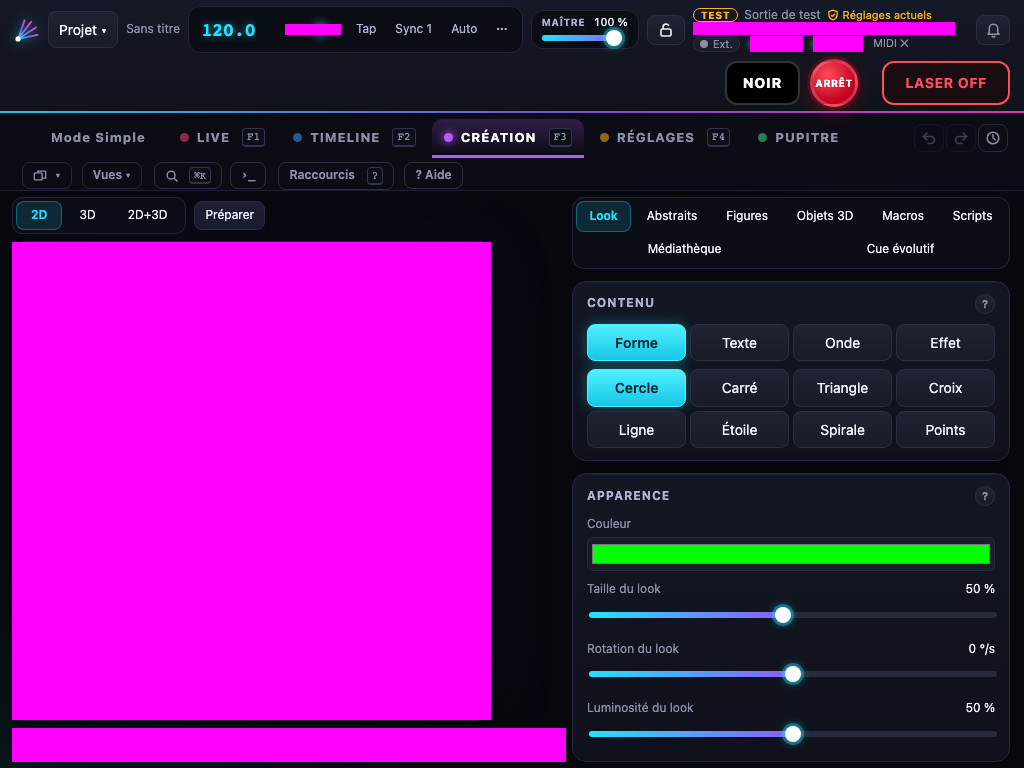 Projet ▾
Sans titre
120.0
Tap
Sync 1
Auto
···
MAÎTRE 100 %
TEST Sortie de test Réglages actuels
Ext.
MIDI ✕
NOIR
ARRÊT
LASER OFF
Mode Simple
LIVE F1
TIMELINE F2
CRÉATION F3
RÉGLAGES F4
PUPITRE
▾
Vues ▾
⌘K
›_
Raccourcis ?
? Aide
2D
3D
2D+3D
Préparer
Look
Abstraits
Figures
Objets 3D
Macros
Scripts
Médiathèque
Cue évolutif
CONTENU ?
Forme
Texte
Onde
Effet
Cercle
Carré
Triangle
Croix
Ligne
Étoile
Spirale
Points
APPARENCE ?
Couleur
Taille du look 50 %
Rotation du look 0 °/s
Luminosité du look 50 %